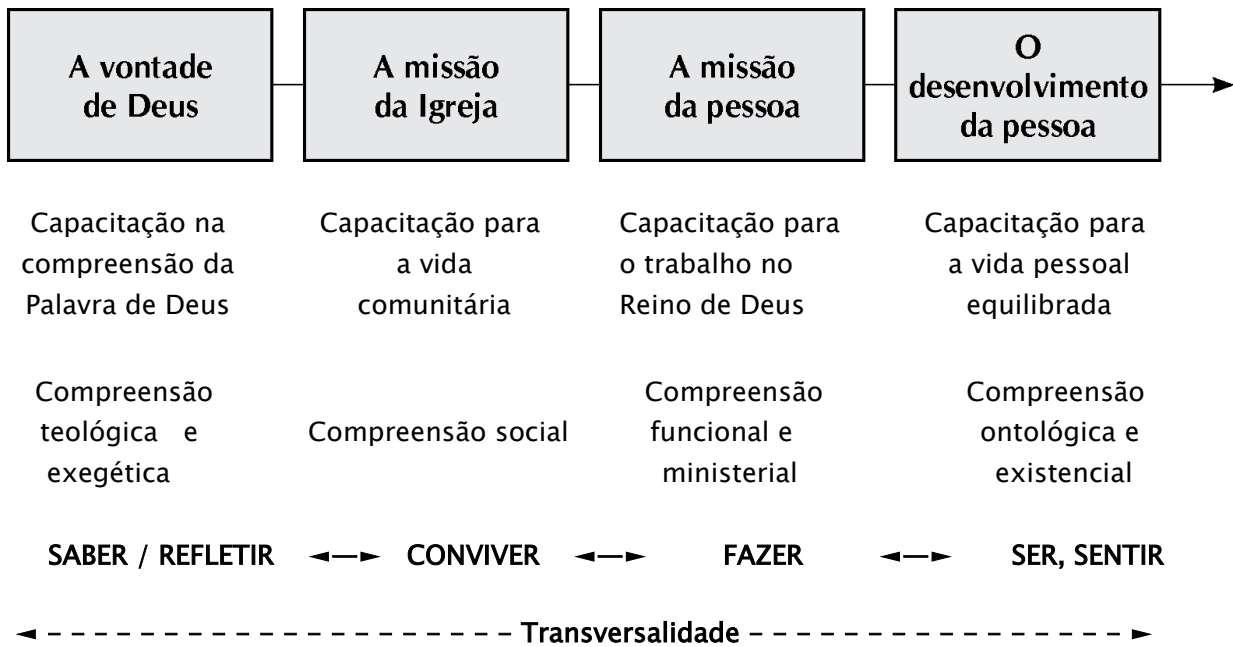 A vontade
de Deus
A missão
da Igreja
A missão
da pessoa
O
desenvolvimento
da pessoa
Capacitação na
compreensão da
Palavra de Deus
Capacitação para
a vida
comunitária
Capacitação para
o trabalho no
Reino de Deus
Capacitação para
a vida pessoal
equilibrada
Compreensão
teológica e
exegética
Compreensão social
Compreensão
funcional e
ministerial
Compreensão
ontológica e
existencial
SABER / REFLETIR
CONVIVER
FAZER
SER, SENTIR
Transversalidade